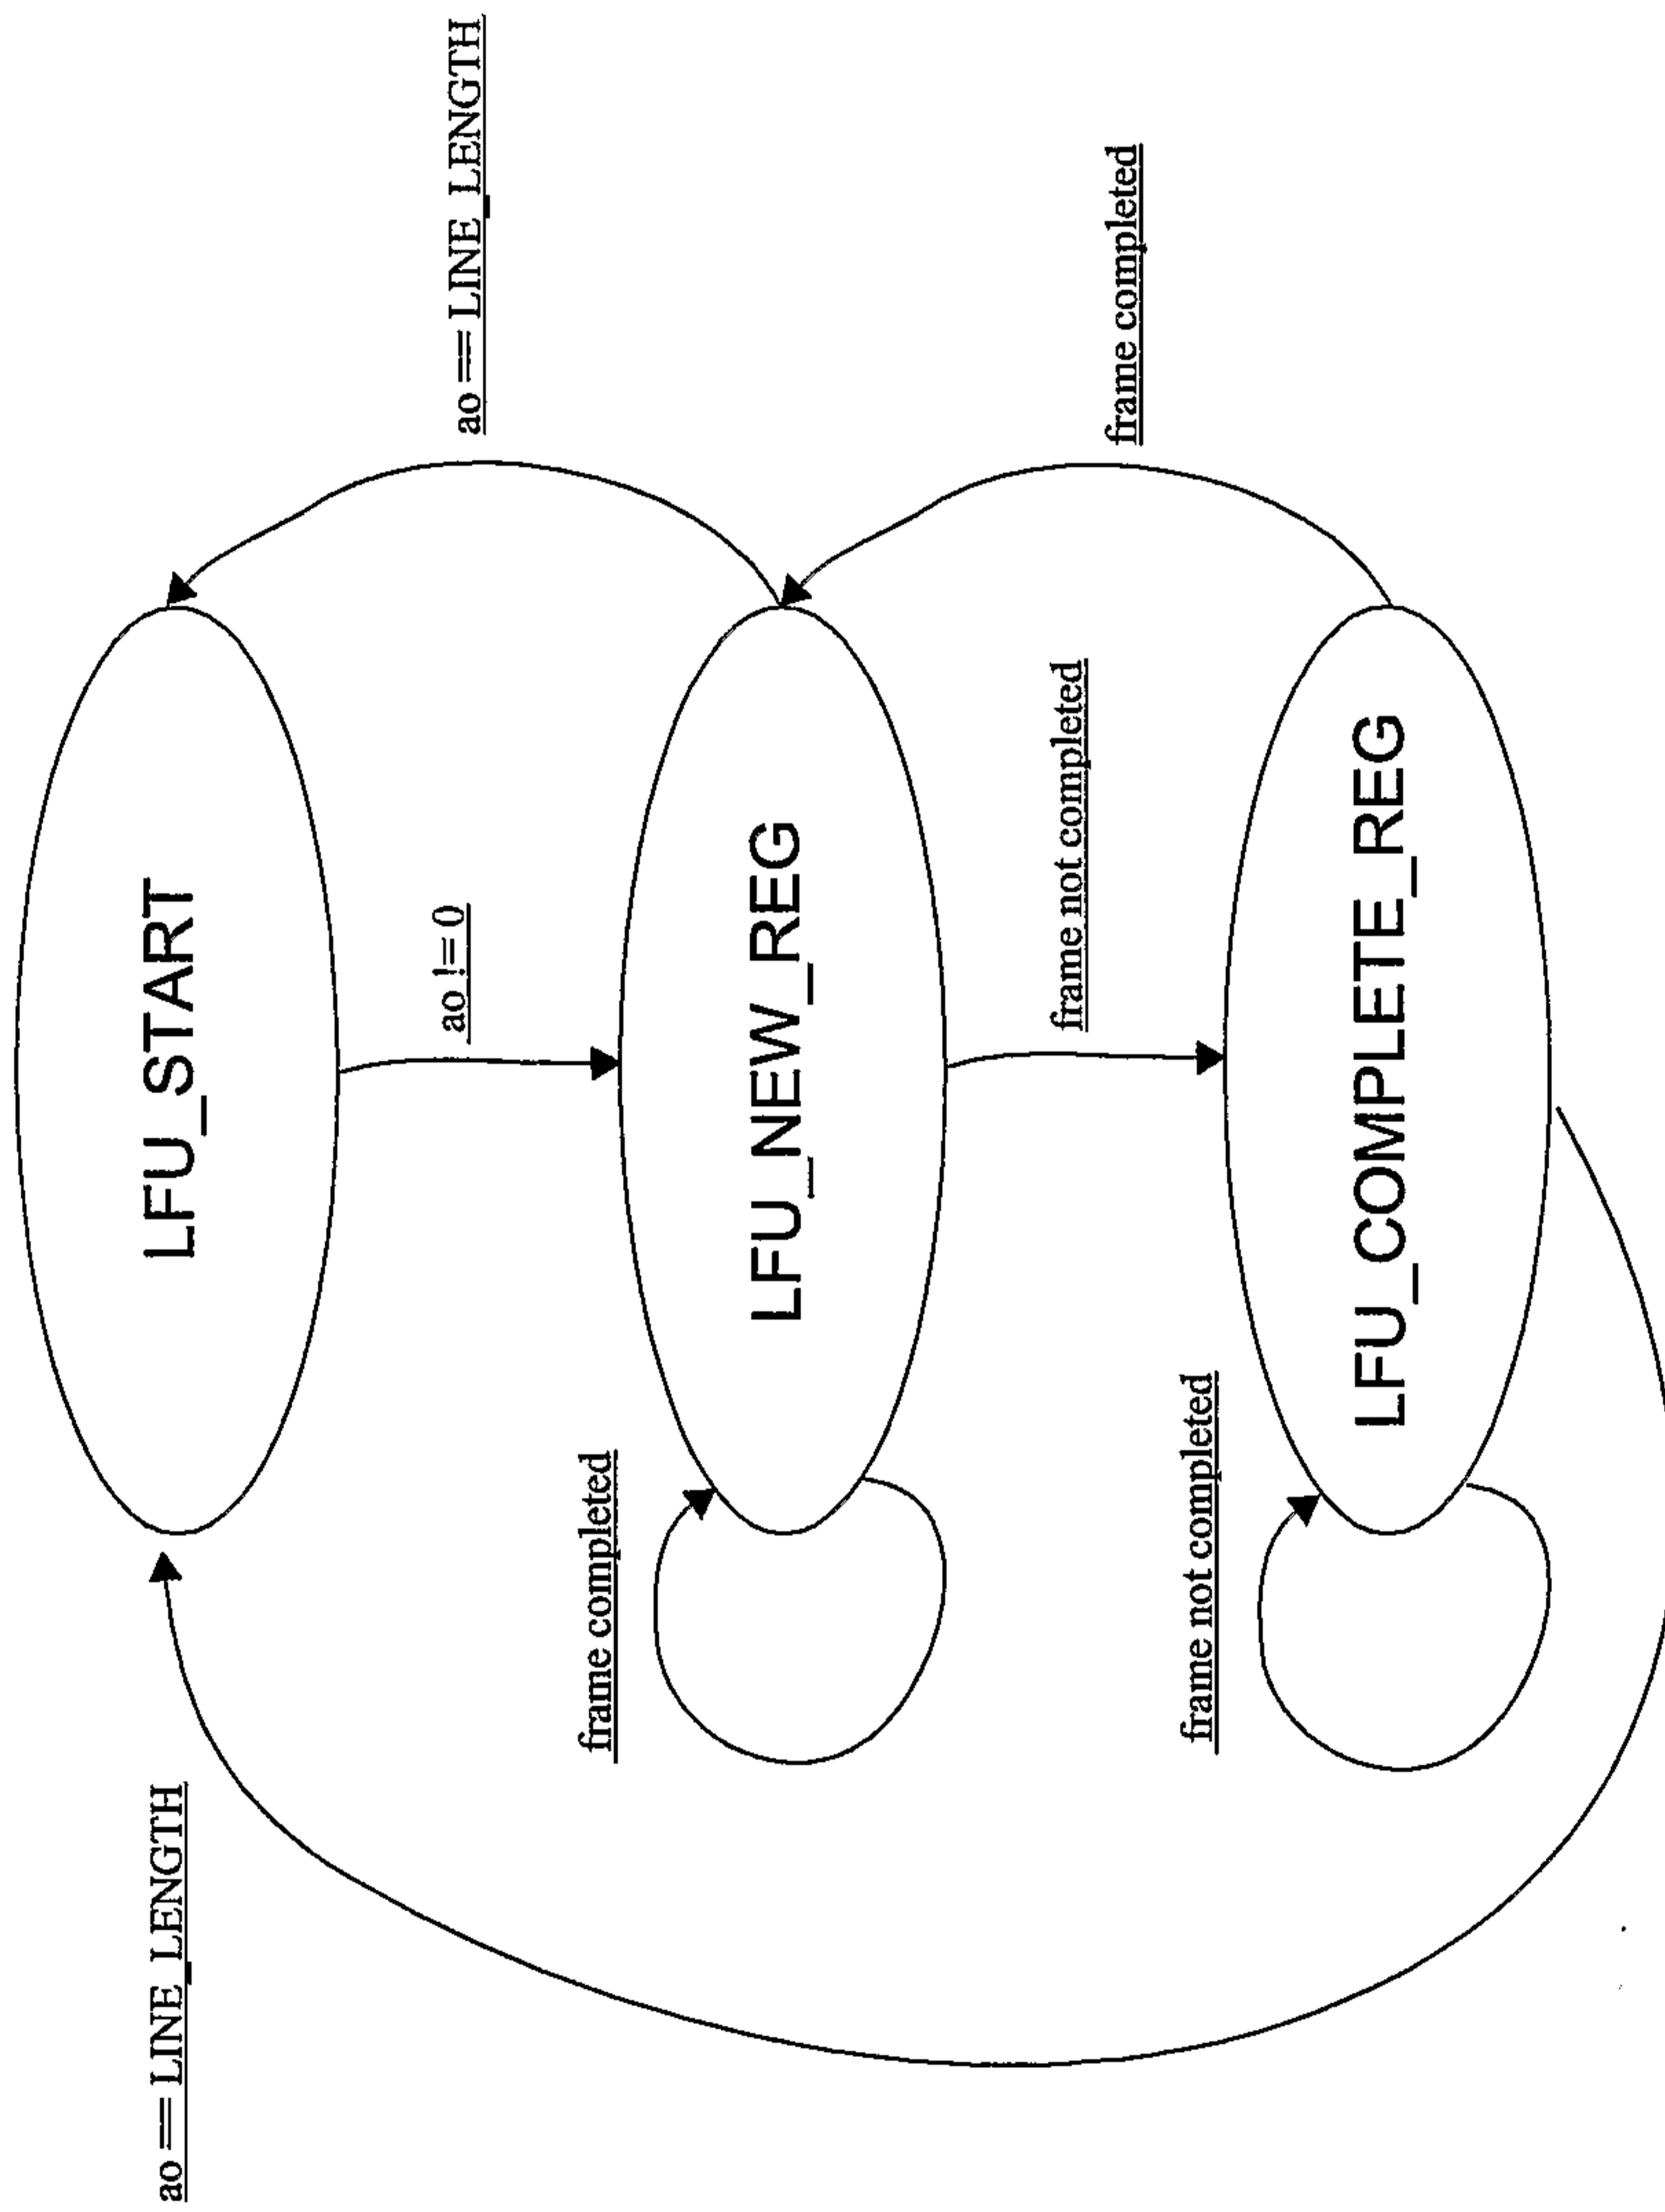 ao == LINE_LENGTH
LFU_START
ao != 0
ao == LINE_LENGTH
frame completed
LFU_NEW_REG
frame not completed
frame completed
frame not completed
LFU_COMPLETE_REG